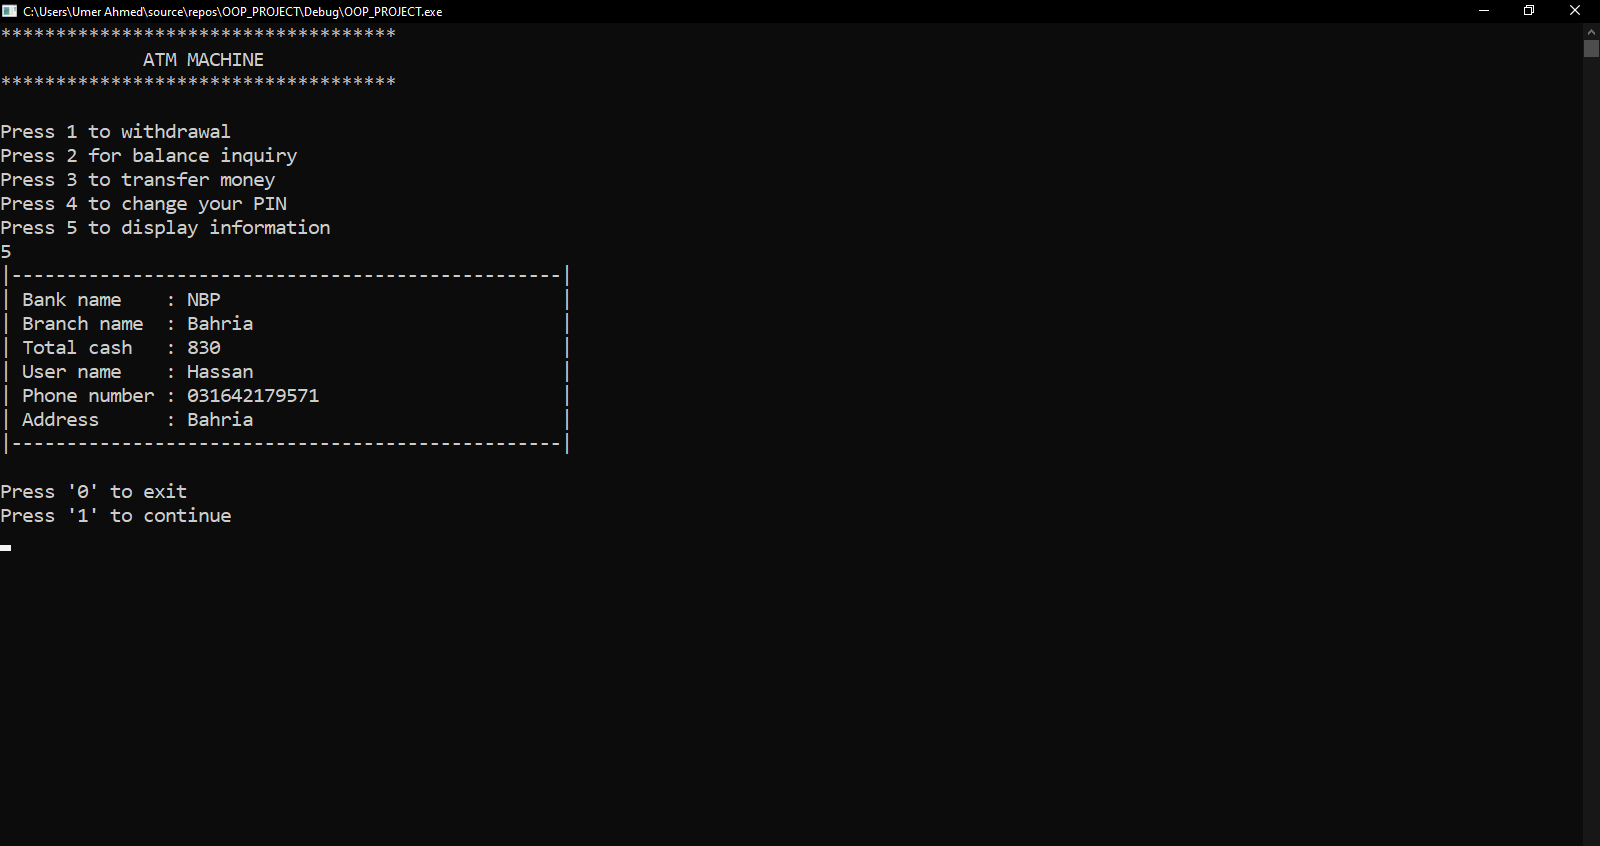 C:\Users\Umer Ahmed\source\repos\OOP_PROJECT\Debug\OOP_PROJECT.exe
************************************
ATM MACHINE
************************************
Press 1 to withdrawal
Press 2 for balance inquiry
Press 3 to transfer money
Press 4 to change your PIN
Press 5 to display information
5
|--------------------------------------------------|
| Bank name    : NBP                               |
| Branch name  : Bahria                            |
| Total cash   : 830                               |
| User name    : Hassan                            |
| Phone number : 031642179571                      |
| Address      : Bahria                            |
|--------------------------------------------------|
Press '0' to exit
Press '1' to continue